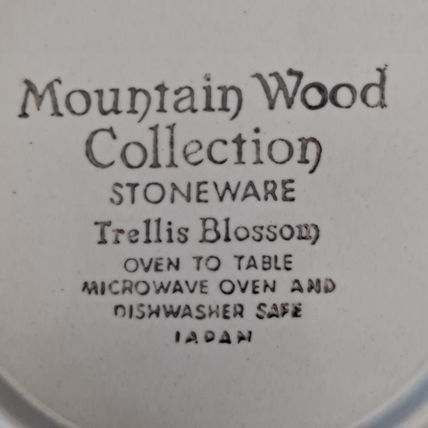 Mountain Wood
Collection
STONEWARE
Trellis Blossom
OVEN TO TABLE
MICROWAVE OVEN AND
DISHWASHER SAFE
JAPAN